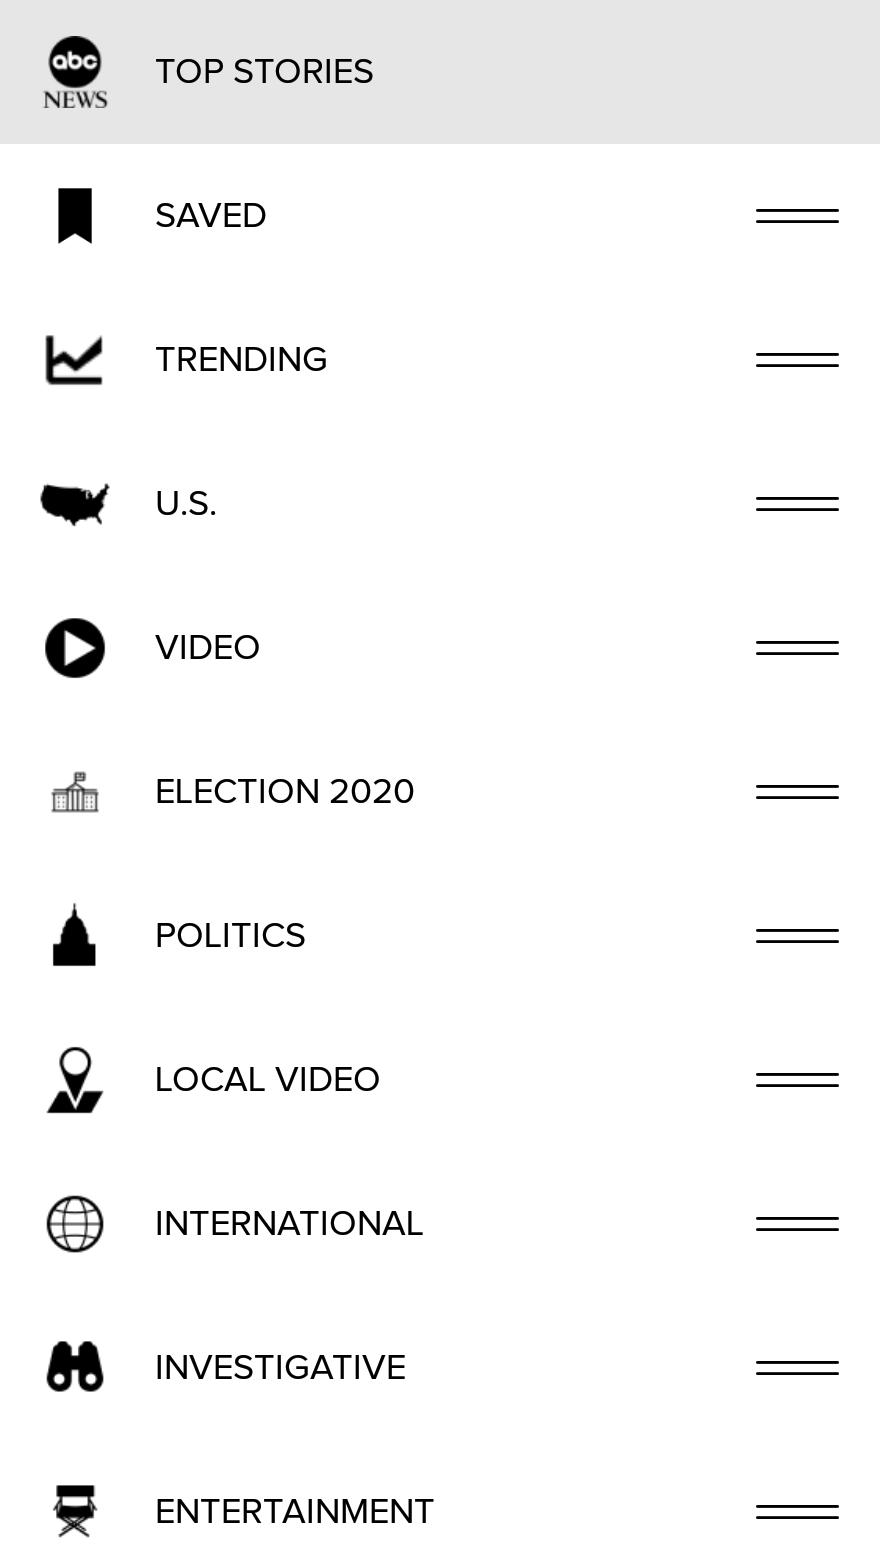 abc
NEWS
TOP STORIES
SAVED
TRENDING
U.S.
VIDEO
ELECTION 2020
POLITICS
LOCAL VIDEO
INTERNATIONAL
INVESTIGATIVE
ENTERTAINMENT